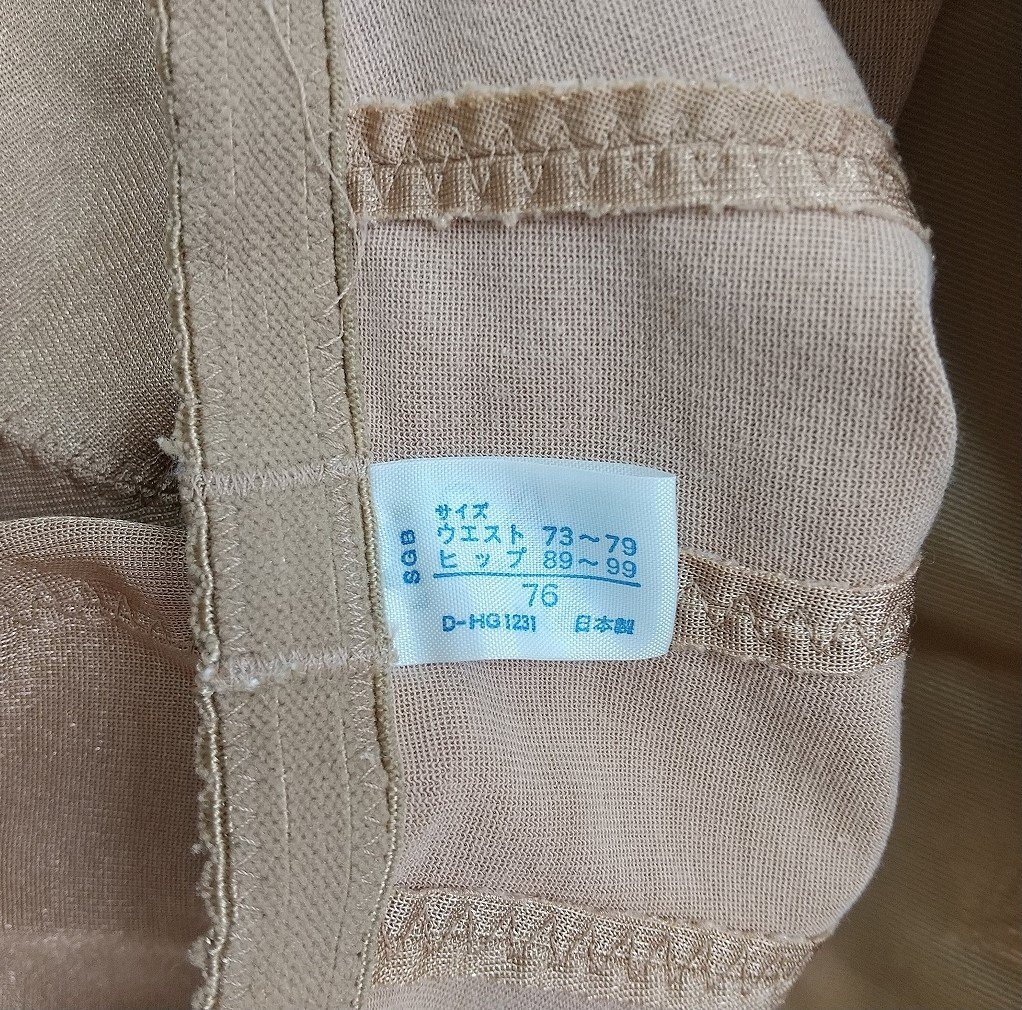 SGB
サイズ
ウエスト 73～79
ヒップ 89～99
76
D-HG1231 日本製